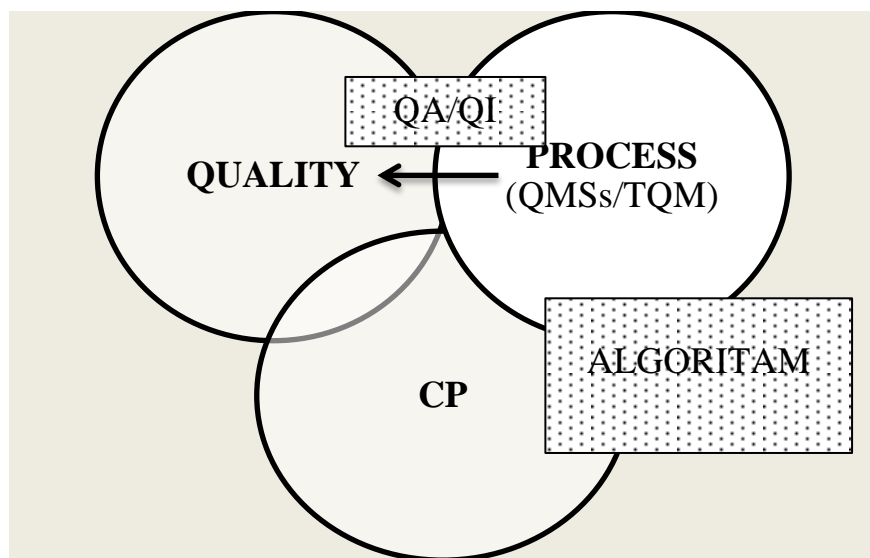 QA/QI
QUALITY
PROCESS
(QMSs/TQM)
ALGORITAM
CP